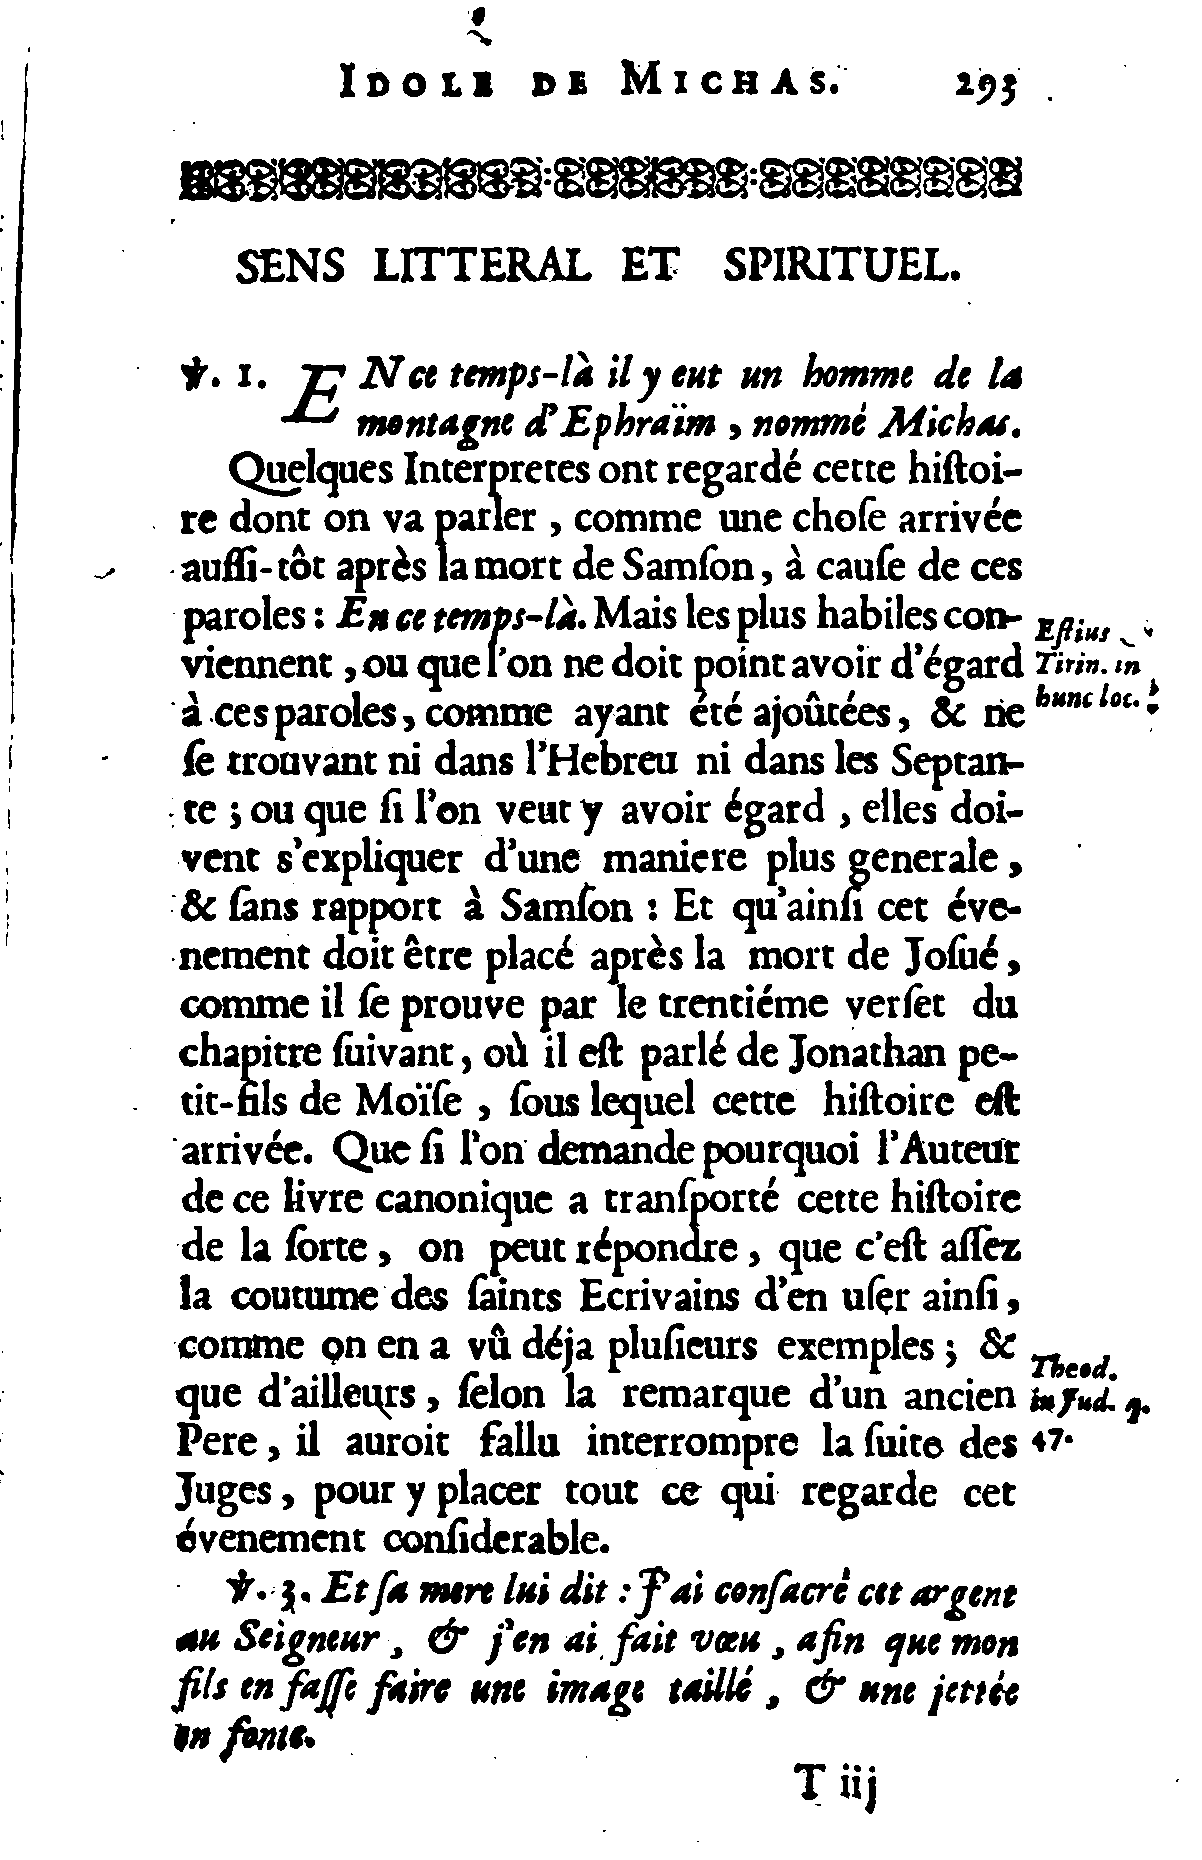 IDOLE DE MICHAS. 293
SENS LITTERAL ET SPIRITUEL.
℣. 1. EN ce temps-là il y eut un homme de la
montagne d'Ephraïm, nommé Michas.
Quelques Interpretes ont regardé cette hiſtoi-
re dont on va parler, comme une choſe arrivée
auſſi-tôt après la mort de Samſon, à cauſe de ces
paroles : En ce temps-là. Mais les plus habiles con-
viennent, ou que l'on ne doit point avoir d'égard
à ces paroles, comme ayant été ajoûtées, & ne
ſe trouvant ni dans l'Hebreu ni dans les Septan-
te ; ou que ſi l'on veut y avoir égard, elles doi-
vent s'expliquer d'une maniere plus generale,
& ſans rapport à Samſon : Et qu'ainſi cet éve-
nement doit être placé après la mort de Joſué,
comme il ſe prouve par le trentiéme verſet du
chapitre ſuivant, où il eſt parlé de Jonathan pe-
tit-fils de Moïſe, ſous lequel cette hiſtoire eſt
arrivée. Que ſi l'on demande pourquoi l'Auteur
de ce livre canonique a tranſporté cette hiſtoire
de la ſorte, on peut répondre, que c'eſt aſſez
la coutume des ſaints Ecrivains d'en uſer ainſi,
comme on en a vû déja pluſieurs exemples ; &
que d'ailleurs, ſelon la remarque d'un ancien
Pere, il auroit fallu interrompre la ſuite des
Juges, pour y placer tout ce qui regarde cet
évenement conſiderable.
℣. 3. Et ſa mere lui dit : J'ai conſacré cet argent
au Seigneur, & j'en ai fait vœu, afin que mon
fils en faſſe faire une image taillé, & une jettée
en fonte.
T iij
Eſtius
Tirin. in
hunc loc.
Theod.
in Jud. q.
47.